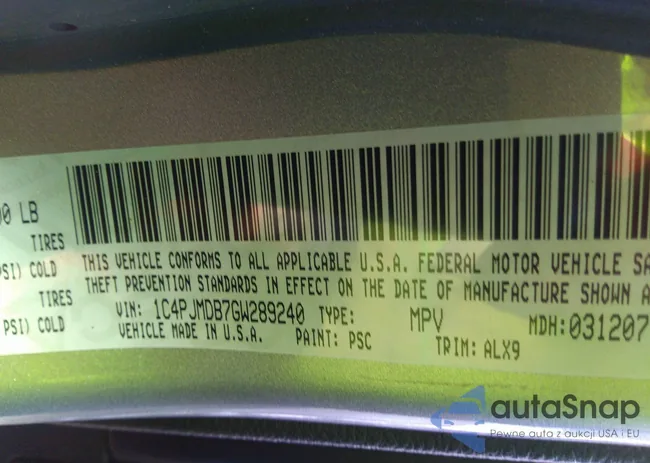 00 LB
TIRES
PSI) COLD
TIRES
PSI) COLD
THIS VEHICLE CONFORMS TO ALL APPLICABLE U.S.A. FEDERAL MOTOR VEHICLE SA
THEFT PREVENTION STANDARDS IN EFFECT ON THE DATE OF MANUFACTURE SHOWN A
VIN: 1C4PJMDB7GW289240 TYPE: MPV MDH:031207
VEHICLE MADE IN U.S.A. PAINT: PSC TRIM: ALX9
autaSnap
Pewne auta z aukcji USA i EU